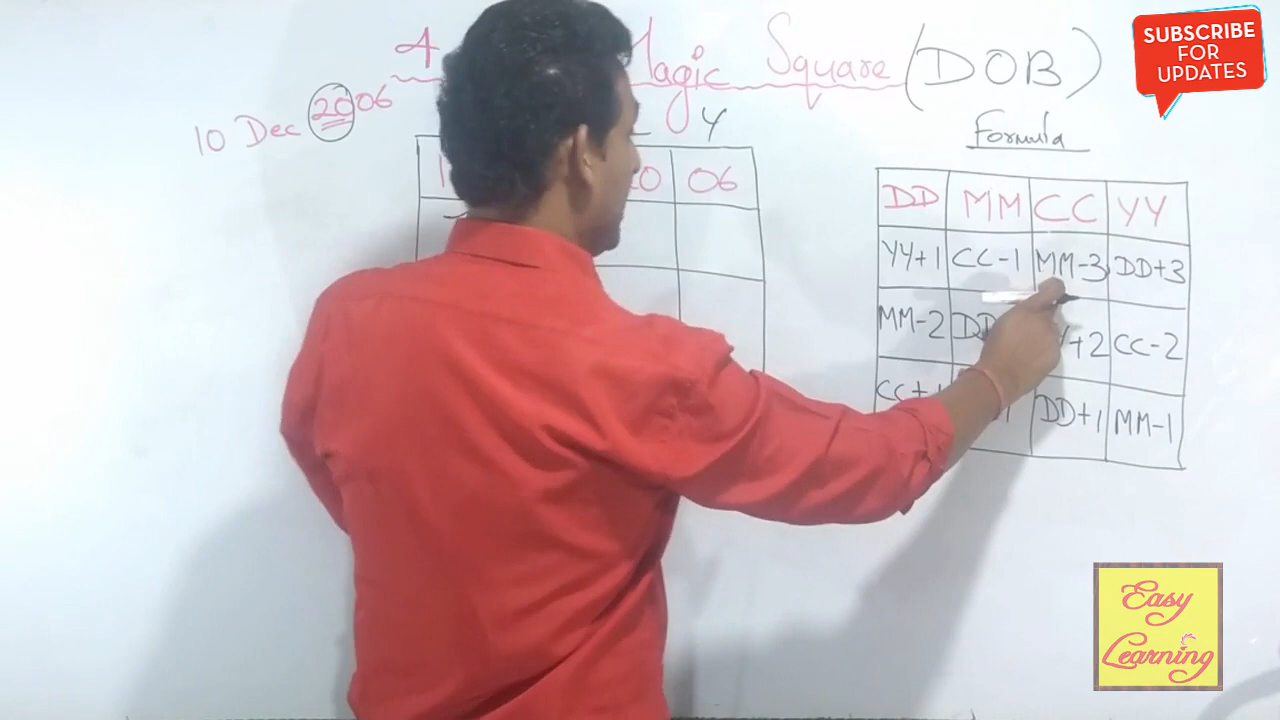 SUBSCRIBE
FOR
UPDATES
Magic Square (DOB)
10 Dec 2006
Y
Formula
06
DD MM CC YY
YY+1 CC-1 MM-3 DD+3
MM-2 +2 CC-2
DD+1 MM-1
Easy
Learning